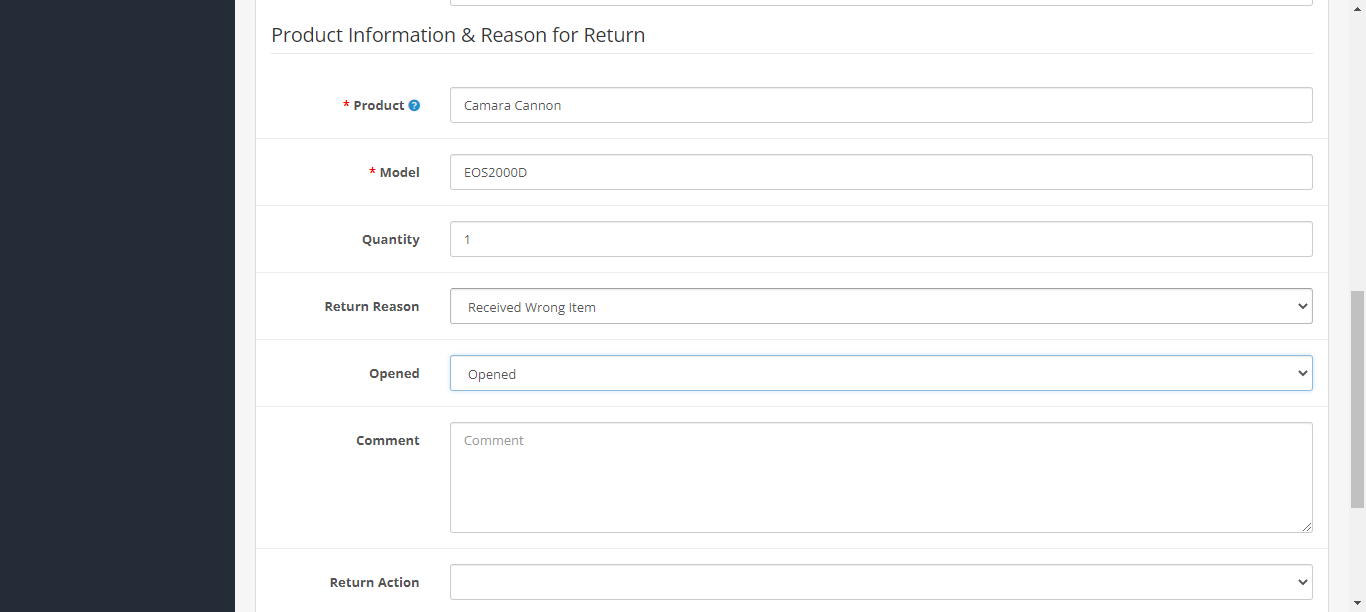 Product Information & Reason for Return
* Product ?
Camara Cannon
* Model
EOS2000D
Quantity
1
Return Reason
Received Wrong Item
Opened
Opened
Comment
Comment
Return Action